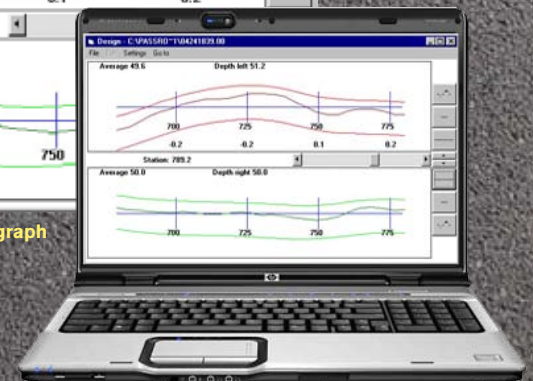 Design - C:\PASSRO~1\04241839.00
File Settings Go to
Average 49.6 Depth left 51.2
700 725 750 775
-0.2 -0.2 0.1 0.2
Station: 789.2
Average 50.0 Depth right 50.0
700 725 750 775
750
graph
hp